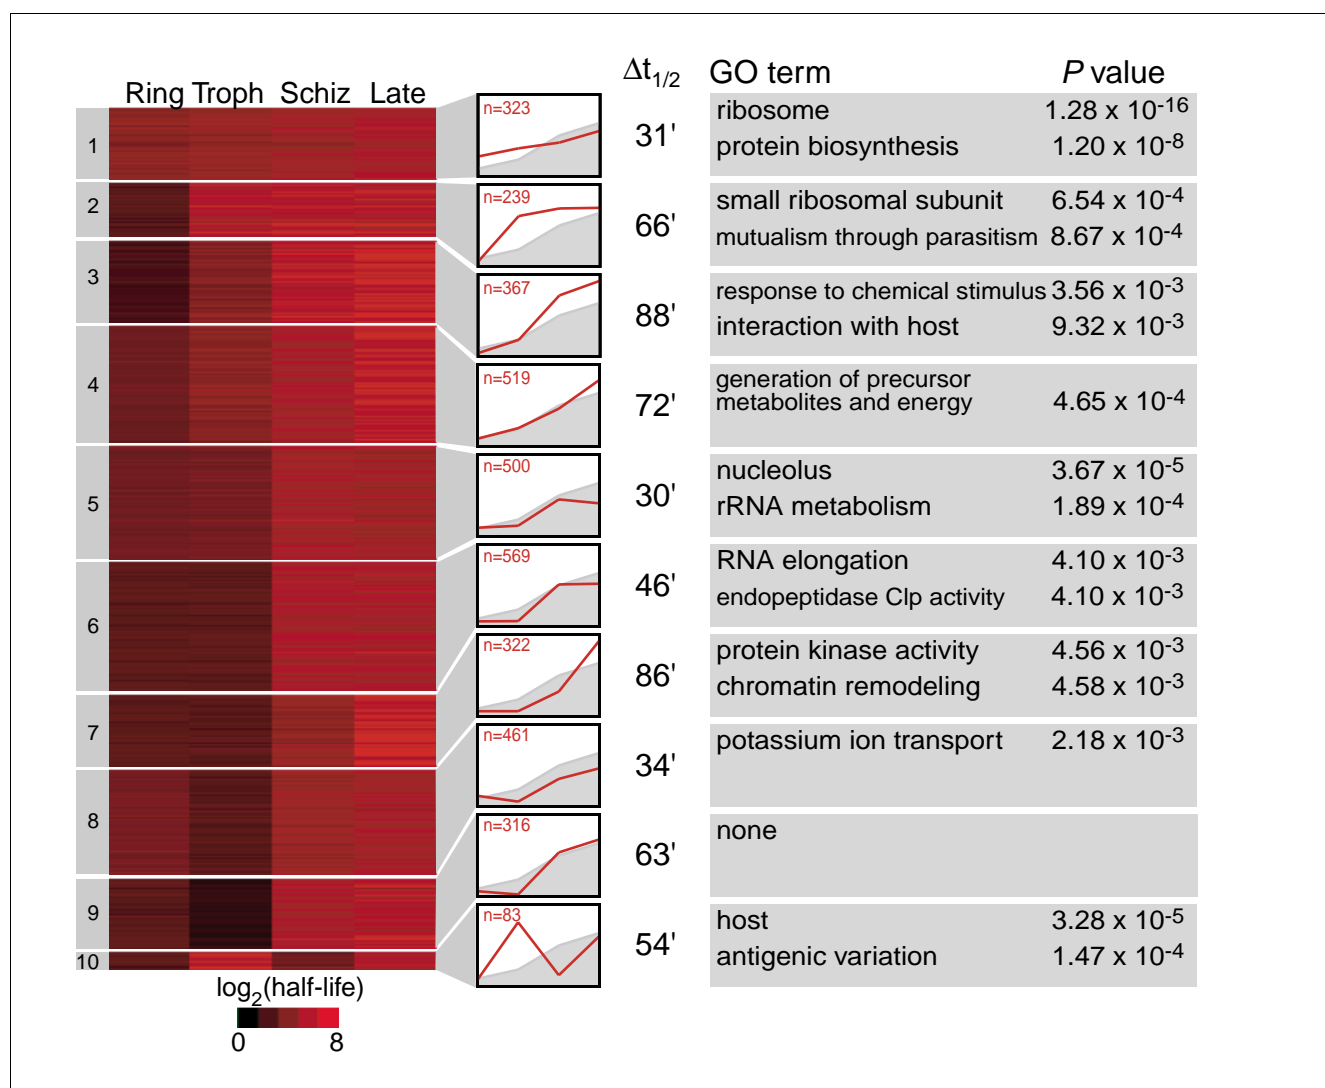 Δt1/2 GO term P value
Ring Troph Schiz Late
1 n=323 31' ribosome 1.28 x 10-16
protein biosynthesis 1.20 x 10-8
2 n=239 66' small ribosomal subunit 6.54 x 10-4
mutualism through parasitism 8.67 x 10-4
3 n=367 88' response to chemical stimulus 3.56 x 10-3
interaction with host 9.32 x 10-3
4 n=519 72' generation of precursor
metabolites and energy 4.65 x 10-4
5 n=500 30' nucleolus 3.67 x 10-5
rRNA metabolism 1.89 x 10-4
6 n=569 46' RNA elongation 4.10 x 10-3
endopeptidase Clp activity 4.10 x 10-3
7 n=322 86' protein kinase activity 4.56 x 10-3
chromatin remodeling 4.58 x 10-3
8 n=461 34' potassium ion transport 2.18 x 10-3
9 n=316 63' none
10 n=83 54' host 3.28 x 10-5
antigenic variation 1.47 x 10-4
log2(half-life)
0 8